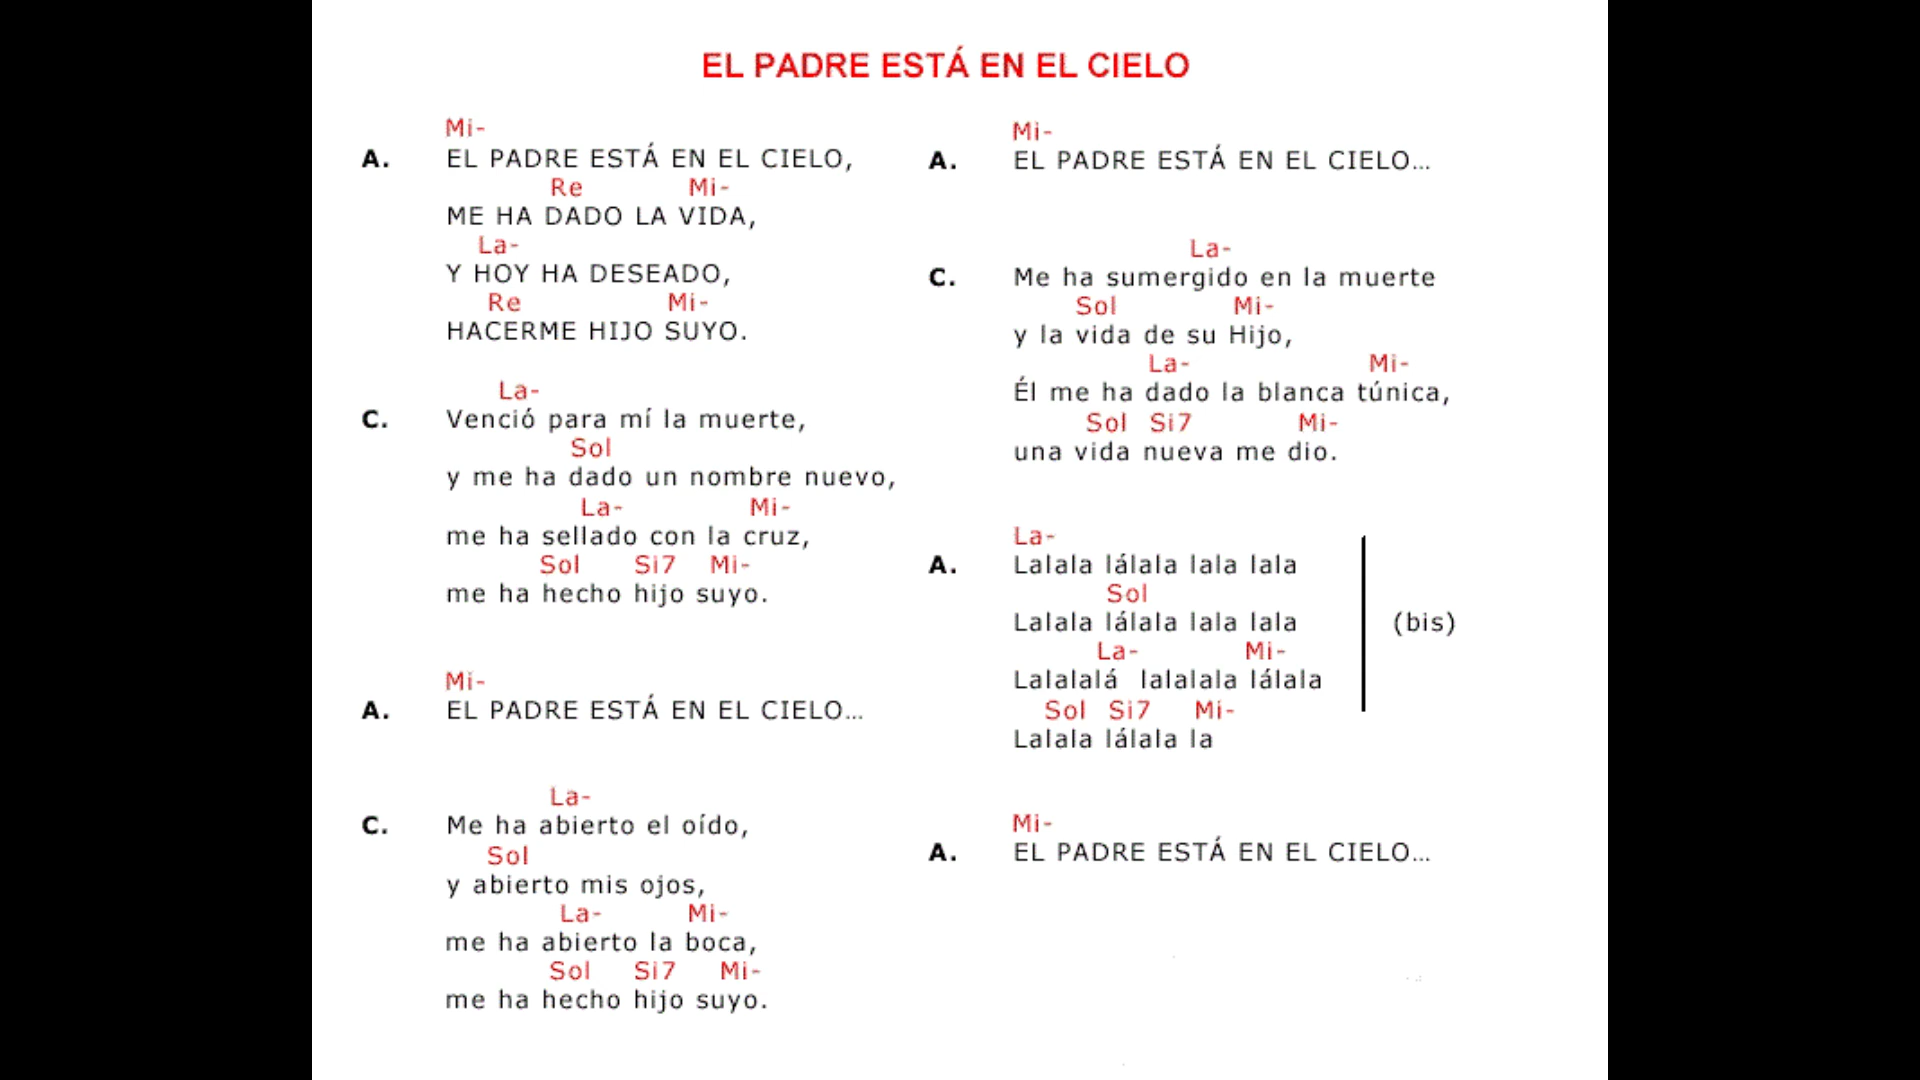 EL PADRE ESTÁ EN EL CIELO
Mi-
A. EL PADRE ESTÁ EN EL CIELO,
Re Mi-
ME HA DADO LA VIDA,
La-
Y HOY HA DESEADO,
Re Mi-
HACERME HIJO SUYO.
La-
C. Venció para mí la muerte,
Sol
y me ha dado un nombre nuevo,
La- Mi-
me ha sellado con la cruz,
Sol Si7 Mi-
me ha hecho hijo suyo.
Mi-
A. EL PADRE ESTÁ EN EL CIELO…
La-
C. Me ha abierto el oído,
Sol
y abierto mis ojos,
La- Mi-
me ha abierto la boca,
Sol Si7 Mi-
me ha hecho hijo suyo.
Mi-
A. EL PADRE ESTÁ EN EL CIELO…
La-
C. Me ha sumergido en la muerte
Sol Mi-
y la vida de su Hijo,
La- Mi-
Él me ha dado la blanca túnica,
Sol Si7 Mi-
una vida nueva me dio.
La-
A. Lalala lálala lala lala
Sol
Lalala lálala lala lala (bis)
La- Mi-
Lalalalá lalalala lálala
Sol Si7 Mi-
Lalala lálala la
Mi-
A. EL PADRE ESTÁ EN EL CIELO…